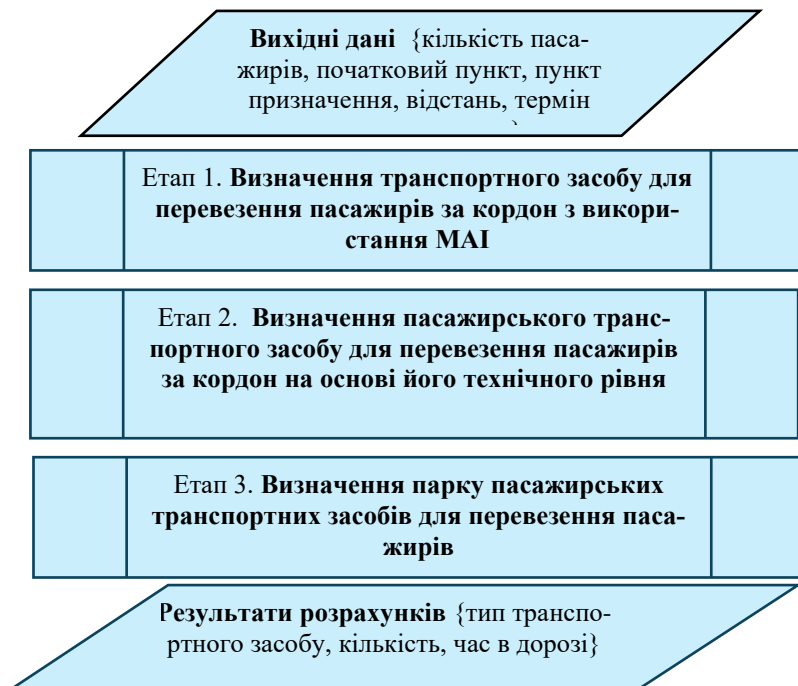 Вихідні дані {кількість паса-
жирів, початковий пункт, пункт
призначення, відстань, термін
}
Етап 1. Визначення транспортного засобу для
перевезення пасажирів за кордон з викори-
стання МАІ
Етап 2. Визначення пасажирського транс-
портного засобу для перевезення пасажирів
за кордон на основі його технічного рівня
Етап 3. Визначення парку пасажирських
транспортних засобів для перевезення паса-
жирів
Результати розрахунків {тип транспо-
ртного засобу, кількість, час в дорозі}